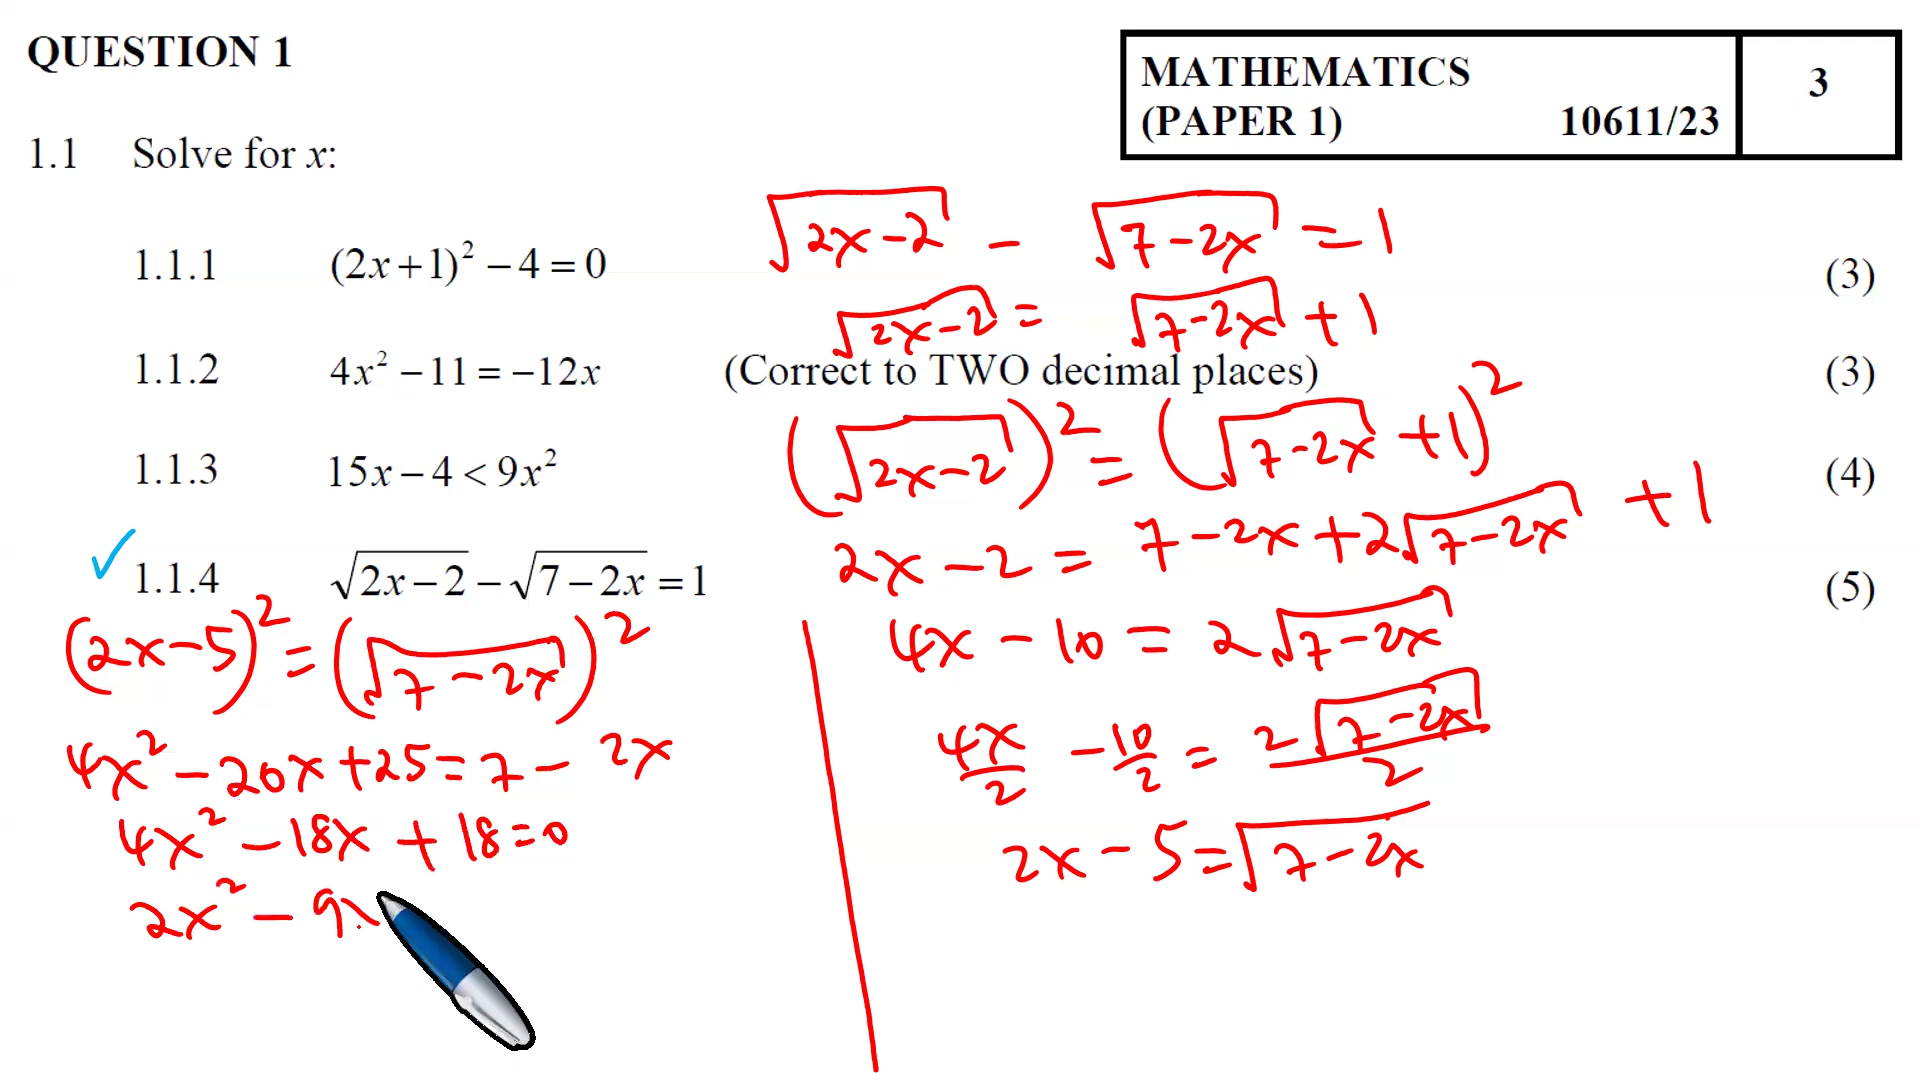 QUESTION 1
MATHEMATICS
(PAPER 1) 10611/23
3
1.1 Solve for x:
1.1.1 (2x+1)² − 4 = 0 (3)
1.1.2 4x² − 11 = −12x (Correct to TWO decimal places) (3)
1.1.3 15x − 4 < 9x² (4)
1.1.4 √(2x−2) − √(7−2x) = 1 (5)
√(2x−2) − √(7−2x) = 1
√(2x−2) = √(7−2x) + 1
(√(2x−2))² = (√(7−2x) + 1)²
2x − 2 = 7 − 2x + 2√(7−2x) + 1
4x − 10 = 2√(7−2x)
4x/2 − 10/2 = 2√(7−2x)/2
2x − 5 = √(7−2x)
(2x−5)² = (√(7−2x))²
4x² − 20x + 25 = 7 − 2x
4x² − 18x + 18 = 0
2x² − 9x